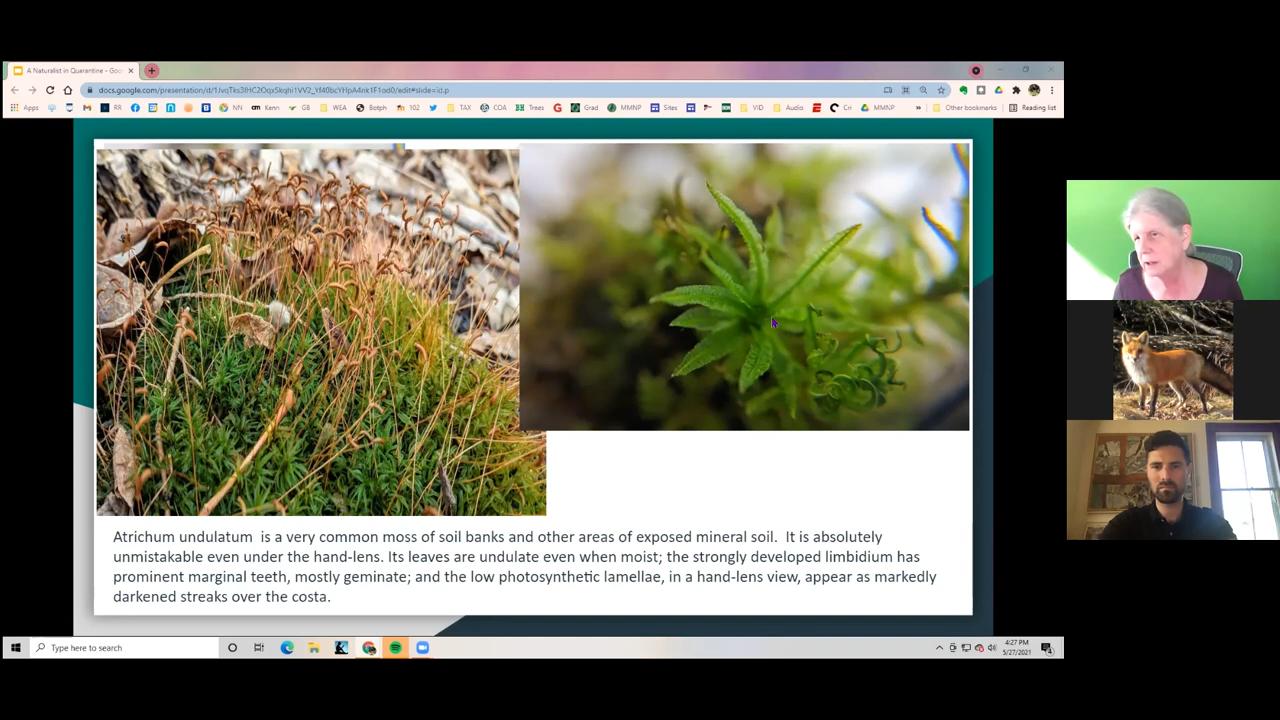 A Naturalist in Quarantine - Goo
docs.google.com/presentation/d/
Apps RR NN Kenn GB WEA Botph 102 TAX COA Trees Grad MMNP Sites VID Audio Cri MMNP » Other bookmarks Reading list
Atrichum undulatum is a very common moss of soil banks and other areas of exposed mineral soil. It is absolutely
unmistakable even under the hand-lens. Its leaves are undulate even when moist; the strongly developed limbidium has
prominent marginal teeth, mostly geminate; and the low photosynthetic lamellae, in a hand-lens view, appear as markedly
darkened streaks over the costa.
Type here to search
4:27 PM
5/27/2021